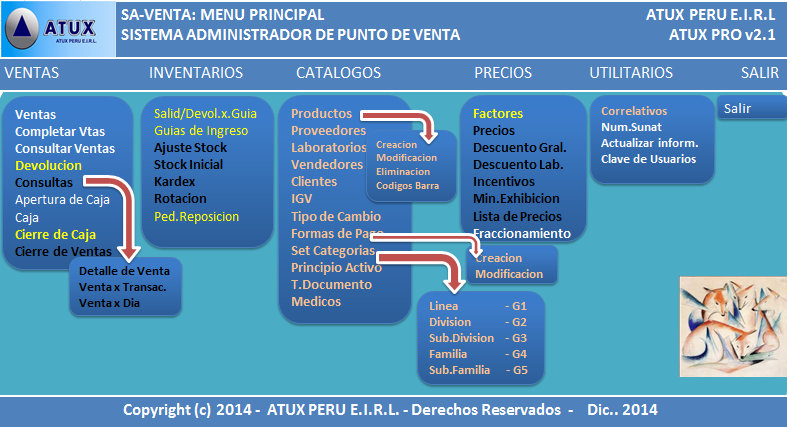 ATUX
ATUX PERU E.I.R.L.
SA-VENTA: MENU PRINCIPAL
SISTEMA ADMINISTRADOR DE PUNTO DE VENTA
ATUX PERU E.I.R.L
ATUX PRO v2.1
VENTAS
INVENTARIOS
CATALOGOS
PRECIOS
UTILITARIOS
SALIR
Ventas
Completar Vtas
Consultar Ventas
Devolucion
Consultas
Apertura de Caja
Caja
Cierre de Caja
Cierre de Ventas
Detalle de Venta
Venta x Transac.
Venta x Dia
Salid/Devol.x.Guia
Guias de Ingreso
Ajuste Stock
Stock Inicial
Kardex
Rotacion
Ped.Reposicion
Productos
Proveedores
Laboratorios
Vendedores
Clientes
IGV
Tipo de Cambio
Formas de Pago
Set Categorias
Principio Activo
T.Documento
Medicos
Creacion
Modificacion
Eliminacion
Codigos Barra
Creacion
Modificacion
Linea - G1
Division - G2
Sub.Division - G3
Familia - G4
Sub.Familia - G5
Factores
Precios
Descuento Gral.
Descuento Lab.
Incentivos
Min.Exhibicion
Lista de Precios
Fraccionamiento
Correlativos
Num.Sunat
Actualizar inform.
Clave de Usuarios
Salir
Copyright (c) 2014 - ATUX PERU E.I.R.L. - Derechos Reservados - Dic.. 2014